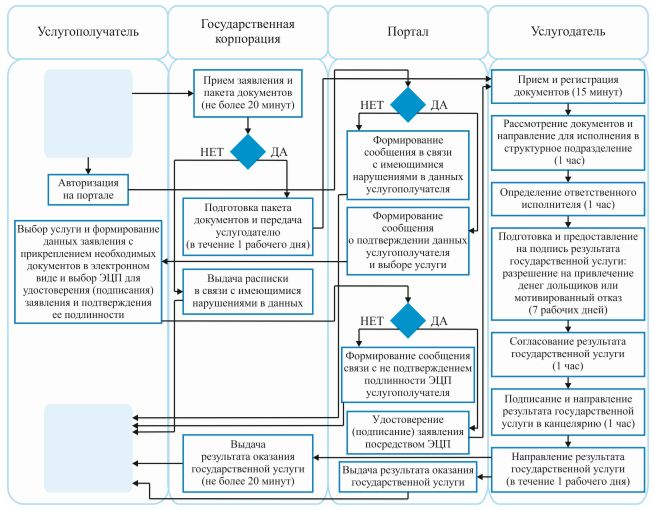 Услугополучатель
Государственная
корпорация
Портал
Услугодатель
Авторизация
на портале
Выбор услуги и формирование
данных заявления с
прикреплением необходимых
документов в электронном
виде и выбор ЭЦП для
удостоверения (подписания)
заявления и подтверждения
ее подлинности
Прием заявления и
пакета документов
(не более 20 минут)
НЕТ
ДА
Подготовка пакета
документов и передача
услугодателю
(в течение 1 рабочего дня)
Выдача расписки
в связи с имеющимися
нарушениями в данных
Выдача
результата оказания
государственной услуги
(не более 20 минут)
НЕТ
ДА
Формирование
сообщения в связи
с имеющимися
нарушениями в данных
услугополучателя
Формирование
сообщения
о подтверждении данных
услугополучателя
и выборе услуги
НЕТ
ДА
Формирование сообщения
связи с не подтверждением
подлинности ЭЦП
услугополучателя
Удостоверение
(подписание) заявления
посредством ЭЦП
Выдача результата оказания
государственной услуги
Прием и регистрация
документов (15 минут)
Рассмотрение документов и
направление для исполнения в
структурное подразделение
(1 час)
Определение ответственного
исполнителя (1 час)
Подготовка и предоставление
на подпись результата
государственной услуги:
разрешение на привлечение
денег дольщиков или
мотивированный отказ
(7 рабочих дней)
Согласование результата
государственной услуги
(1 час)
Подписание и направление
результата государственной
услуги в канцелярию (1 час)
Направление результата
государственной услуги
(в течение 1 рабочего дня)